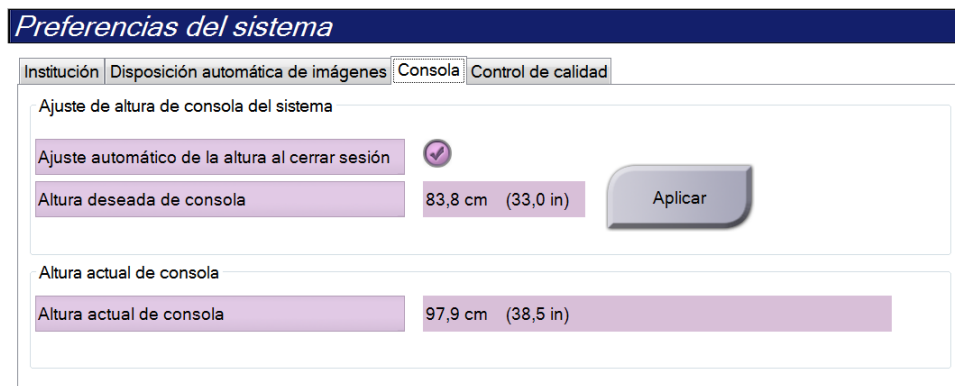 Preferencias del sistema
Institución Disposición automática de imágenes Consola Control de calidad
Ajuste de altura de consola del sistema
Ajuste automático de la altura al cerrar sesión
Altura deseada de consola 83,8 cm (33,0 in) Aplicar
Altura actual de consola
Altura actual de consola 97,9 cm (38,5 in)